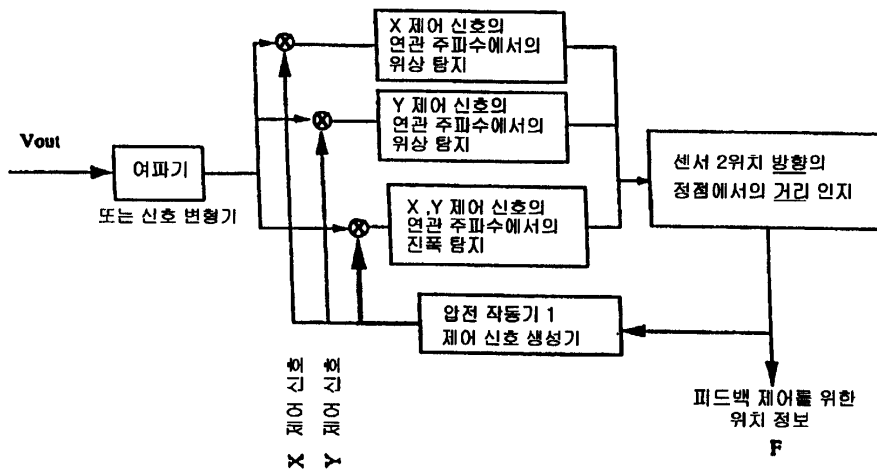 X 제어 신호의
연관 주파수에서의
위상 탐지
Y 제어 신호의
연관 주파수에서의
위상 탐지
Vout
여파기
또는 신호 변형기
센서 2위치 방향의
정점에서의 거리 인지
X ,Y 제어 신호의
연관 주파수에서의
진폭 탐지
압전 작동기 1
제어 신호 생성기
X 제어 신호
Y 제어 신호
피드백 제어를 위한
위치 정보
F